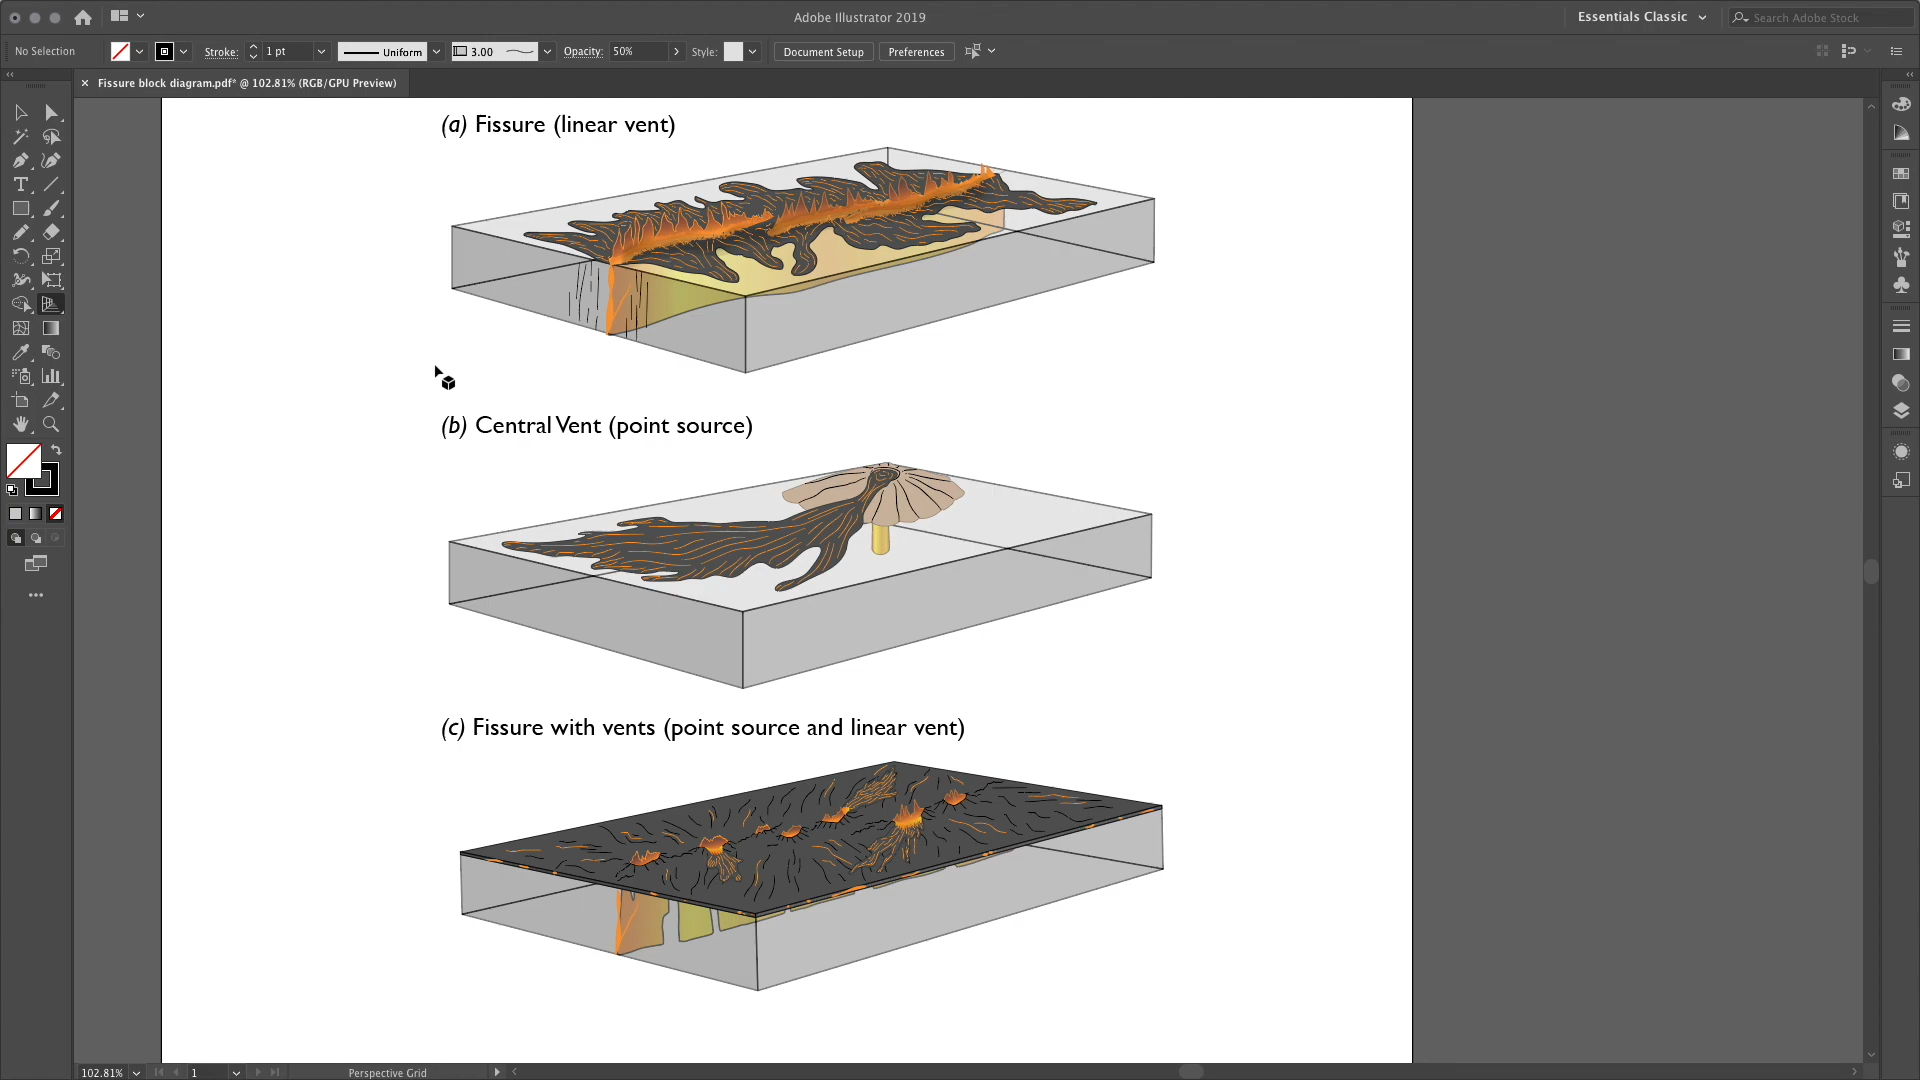 Adobe Illustrator 2019
Essentials Classic
Search Adobe Stock
No Selection
Stroke:
1 pt
Uniform
3.00
Opacity:
50%
Style:
Document Setup
Preferences
× Fissure block diagram.pdf* @ 102.81% (RGB/GPU Preview)
(a) Fissure (linear vent)
(b) Central Vent (point source)
(c) Fissure with vents (point source and linear vent)
102.81%
1
Perspective Grid